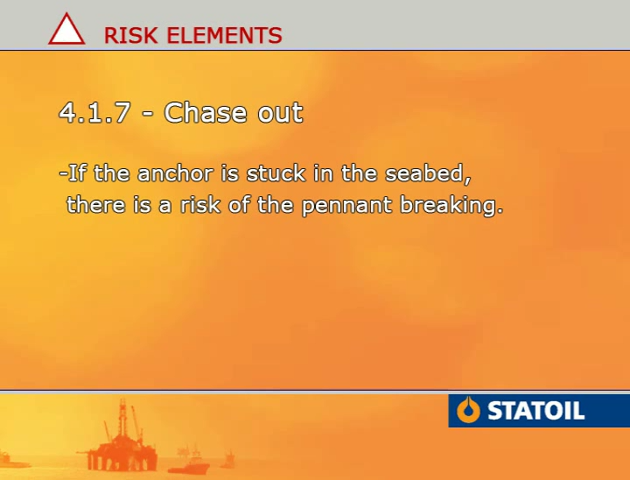 RISK ELEMENTS
4.1.7 - Chase out
-If the anchor is stuck in the seabed,
there is a risk of the pennant breaking.
STATOIL